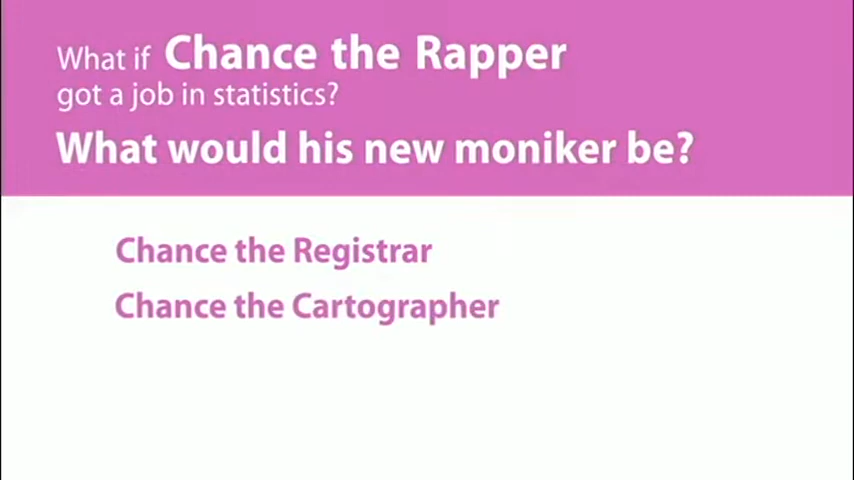 What if Chance the Rapper
got a job in statistics?
What would his new moniker be?
Chance the Registrar
Chance the Cartographer